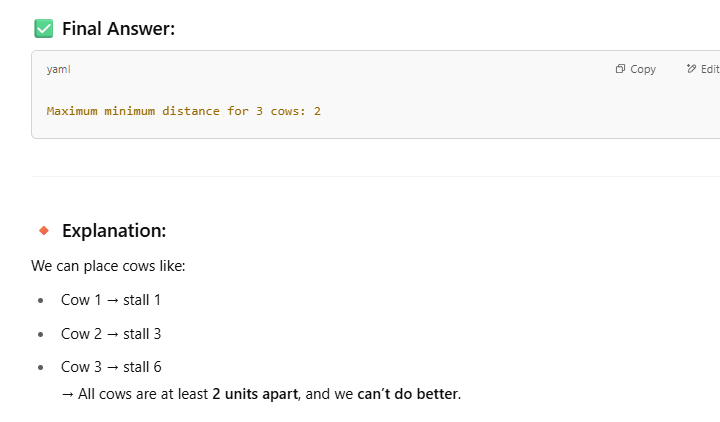 ✅ Final Answer:
yaml Copy Edit
Maximum minimum distance for 3 cows: 2
🔸 Explanation:
We can place cows like:
• Cow 1 → stall 1
• Cow 2 → stall 3
• Cow 3 → stall 6
→ All cows are at least 2 units apart, and we can't do better.